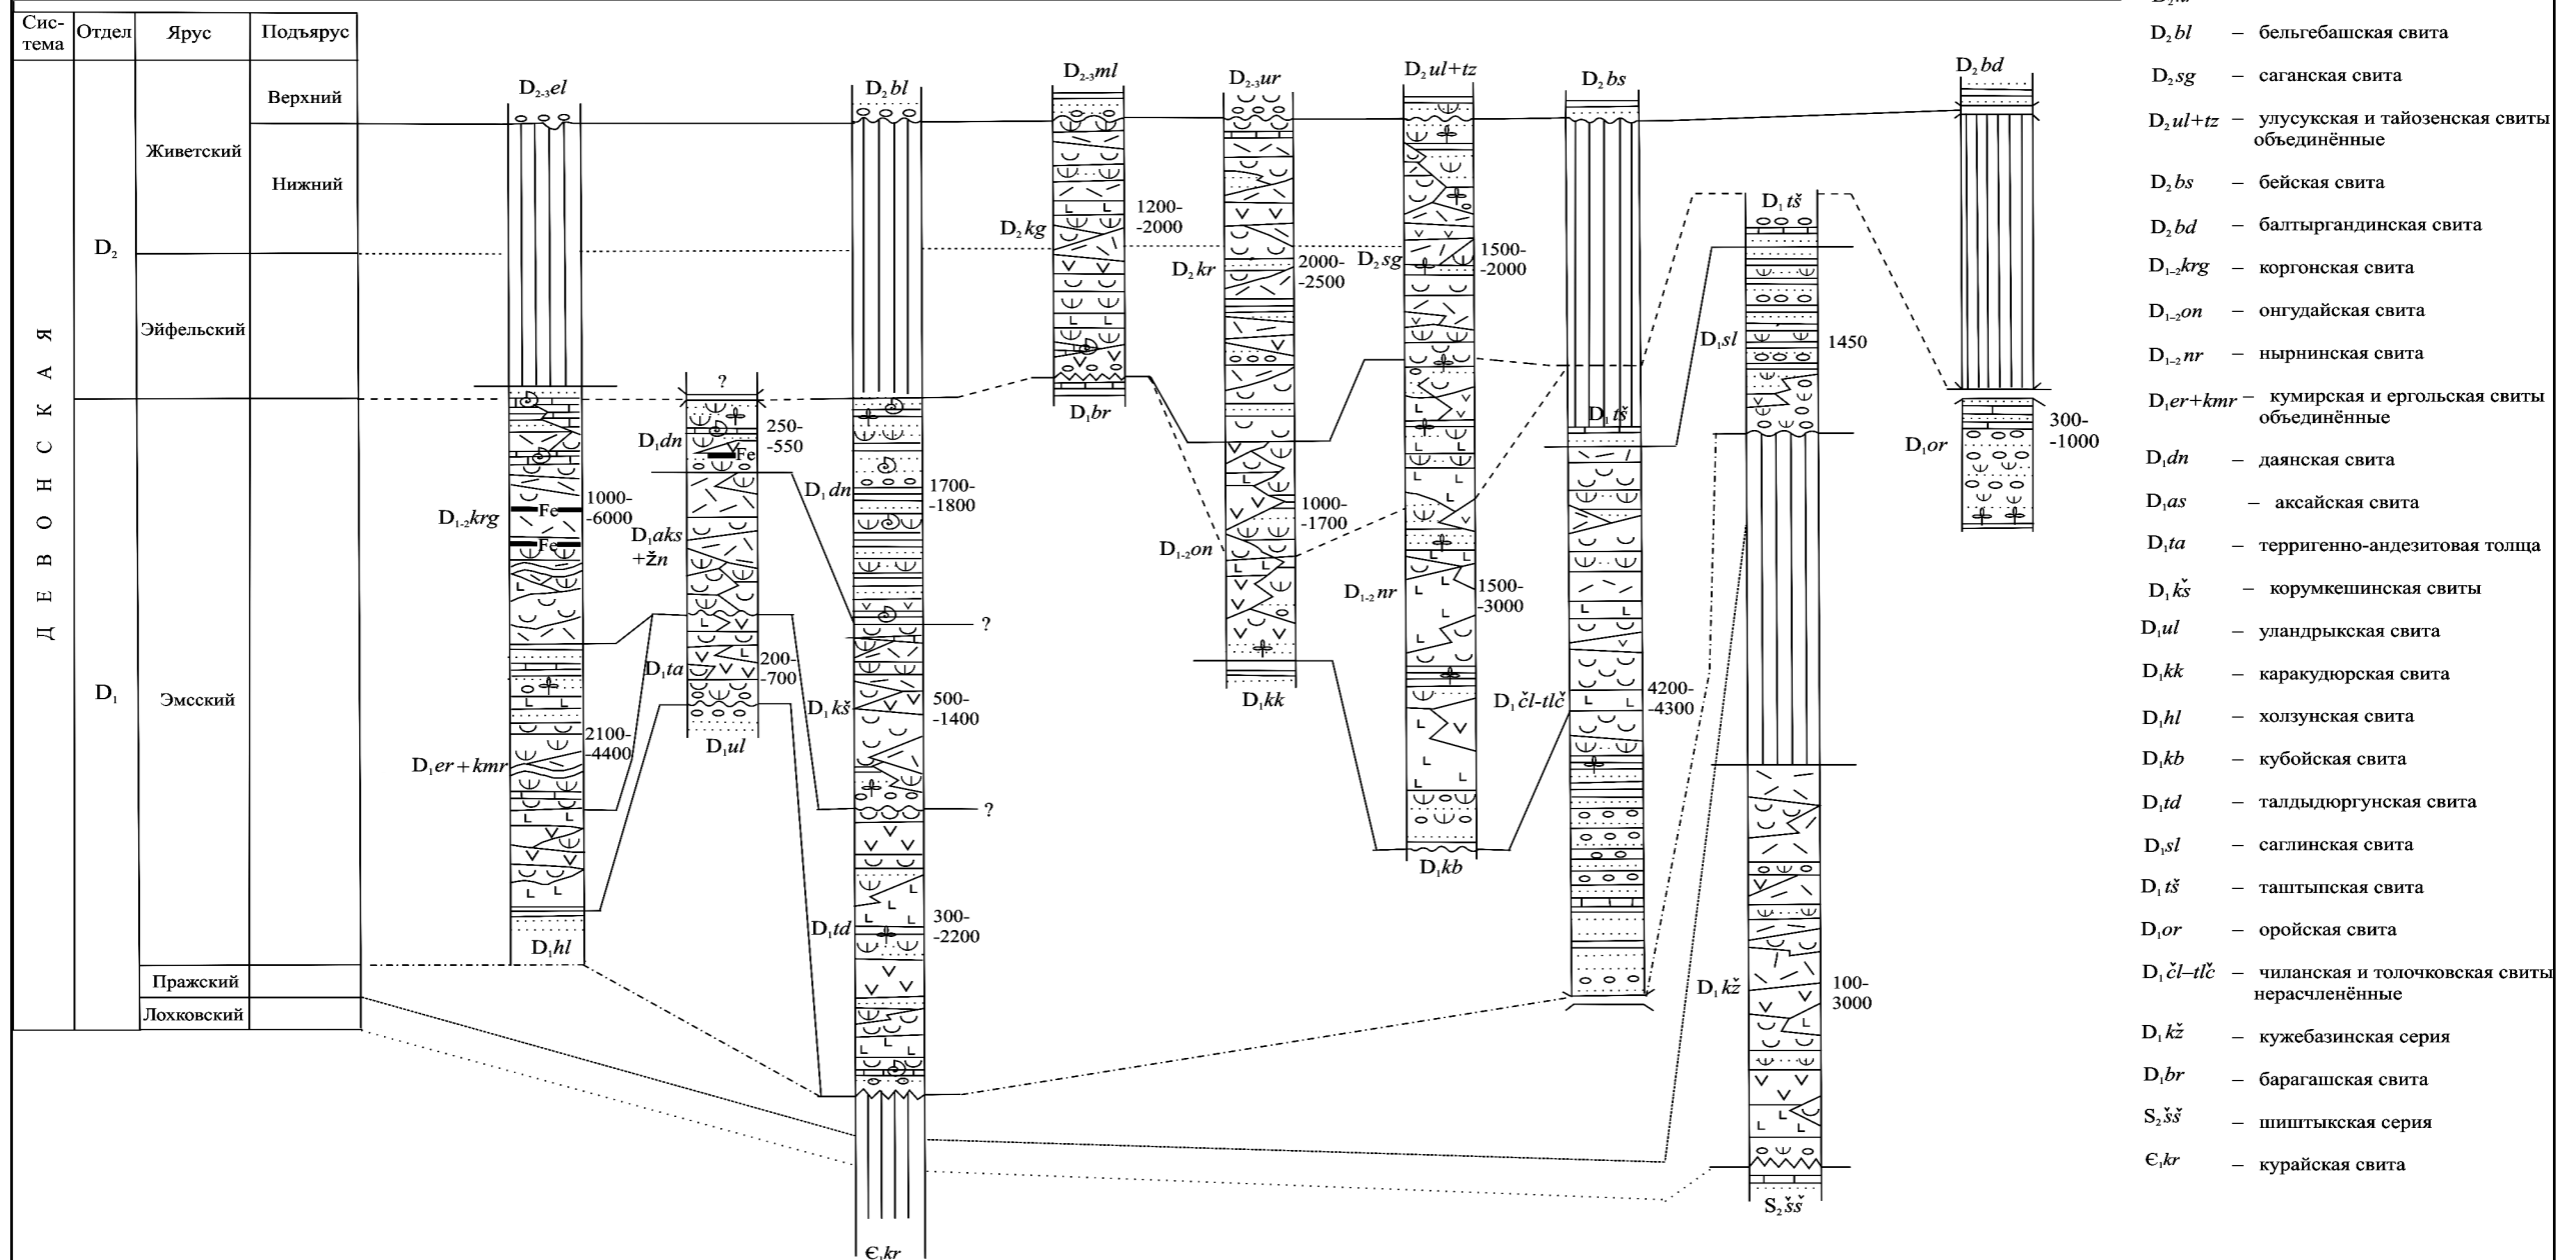 Сис-
тема
Отдел
Ярус
Подъярус
ДЕВОНСКАЯ
D₂
D₁
Живетский
Эйфельский
Эмсский
Пражский
Лохковский
Верхний
Нижний
D₂₋₃el
D₁₋₂krg
1000-
-6000
Fe
Fe
D₁er+kmr
2100-
-4400
D₁hl
?
D₁dn
250-
-550
Fe
D₁aks
+žn
D₁ta
200-
-700
D₁ul
D₂bl
D₁dn
1700-
-1800
?
D₁kš
500-
-1400
?
D₁td
300-
-2200
Є₁kr
D₂₋₃ml
D₂kg
1200-
-2000
D₁br
D₂₋₃ur
D₂kr
2000-
-2500
D₁₋₂on
1000-
-1700
D₁kk
D₂ul+tz
D₂sg
1500-
-2000
D₁₋₂nr
1500-
-3000
D₁kb
D₂bs
D₁tš
D₁čl-tlč
4200-
-4300
D₁tš
D₁sl
1450
D₁kž
100-
3000
S₂šš
D₂bd
D₁or
300-
-1000
D₂bl – бельгебашская свита
D₂sg – саганская свита
D₂ul+tz – улусукская и тайозенская свиты
объединённые
D₂bs – бейская свита
D₂bd – балтыргандинская свита
D₁₋₂krg – коргонская свита
D₁₋₂on – онгудайская свита
D₁₋₂nr – нырнинская свита
D₁er+kmr – кумирская и ергольская свиты
объединённые
D₁dn – даянская свита
D₁as – аксайская свита
D₁ta – терригенно-андезитовая толща
D₁kš – корумкешинская свиты
D₁ul – уландрыкская свита
D₁kk – каракудюрская свита
D₁hl – холзунская свита
D₁kb – кубойская свита
D₁td – талдыдюргунская свита
D₁sl – саглинская свита
D₁tš – таштыпская свита
D₁or – оройская свита
D₁čl–tlč – чиланская и толочковская свиты
нерасчленённые
D₁kž – кужебазинская серия
D₁br – барагашская свита
S₂šš – шиштыкская серия
Є₁kr – курайская свита